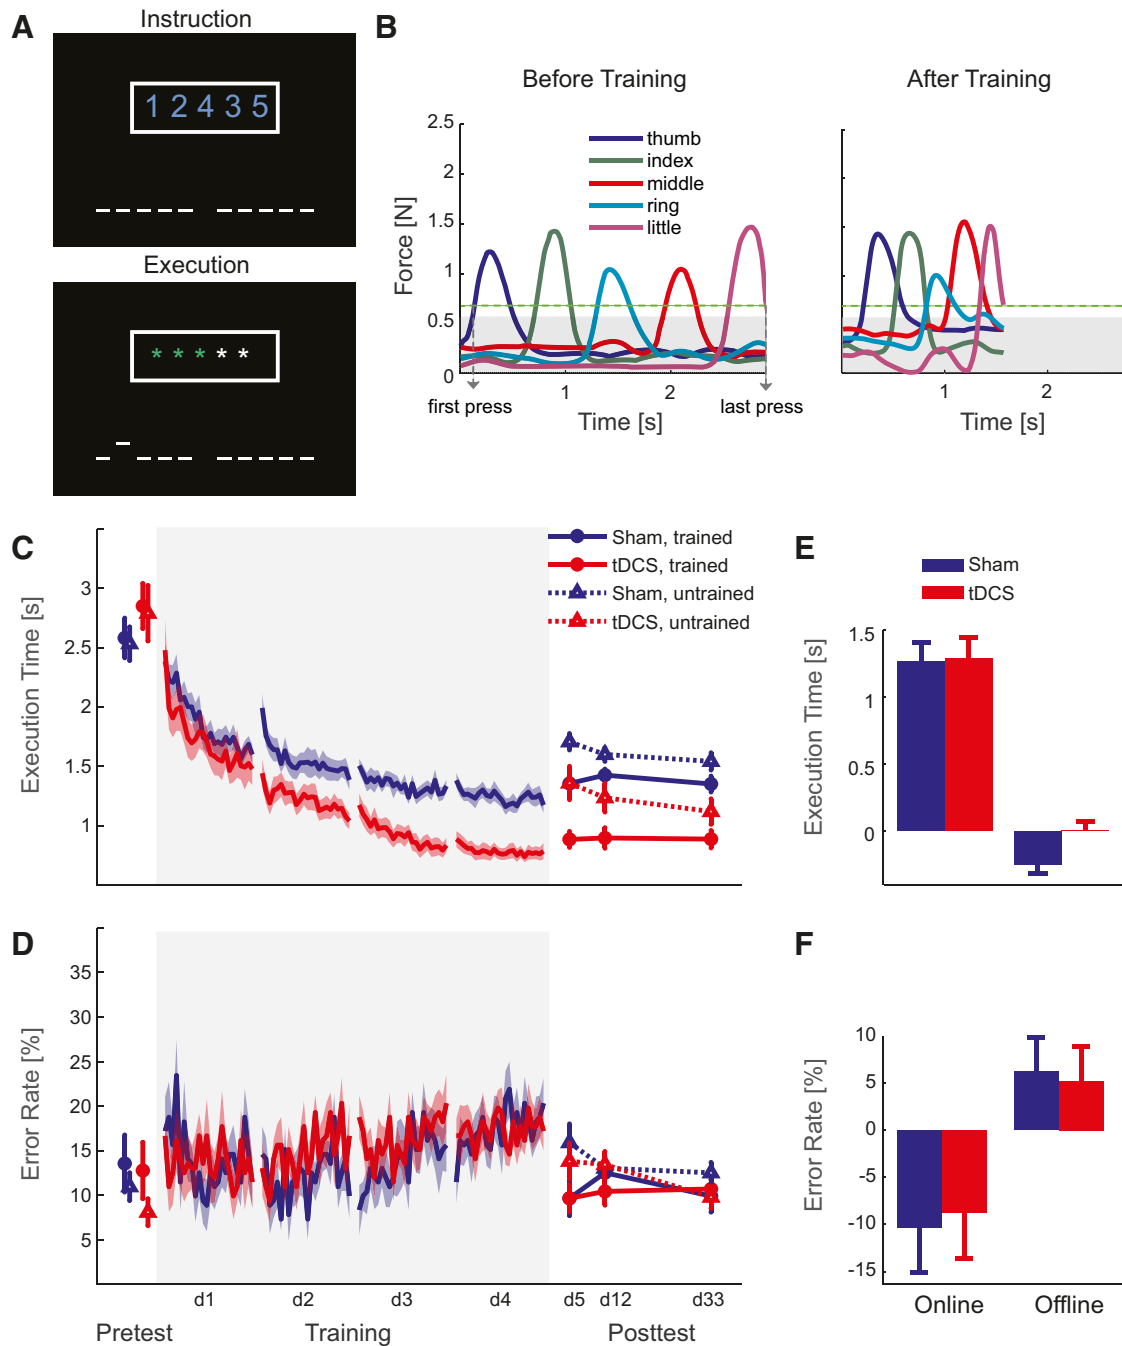 A
Instruction
1 2 4 3 5
Execution
* * * * *
B
Before Training
After Training
Force [N]
2.5
2
1.5
1
0.5
0
thumb
index
middle
ring
little
1
2
first press
last press
Time [s]
1
2
Time [s]
C
Execution Time [s]
3
2.5
2
1.5
1
Sham, trained
tDCS, trained
Sham, untrained
tDCS, untrained
E
Sham
tDCS
Execution Time [s]
1.5
1
0.5
0
D
Error Rate [%]
35
30
25
20
15
10
5
d1
d2
d3
d4
d5
d12
d33
Pretest
Training
Posttest
F
Error Rate [%]
10
5
0
-5
-10
-15
Online
Offline